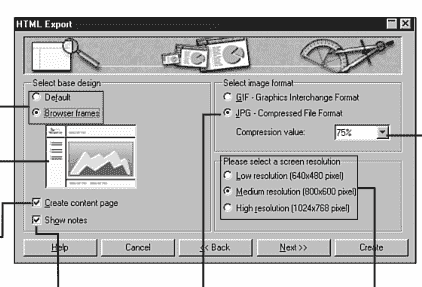 HTML Export
Select base design
Default
Browser frames
Create content page
Show notes
Select image format
GIF - Graphics Interchange Format
JPG - Compressed File Format
Compression value: 75%
Please select a screen resolution
Low resolution (640x480 pixel)
Medium resolution (800x600 pixel)
High resolution (1024x768 pixel)
Help
Cancel
<< Back
Next >>
Create